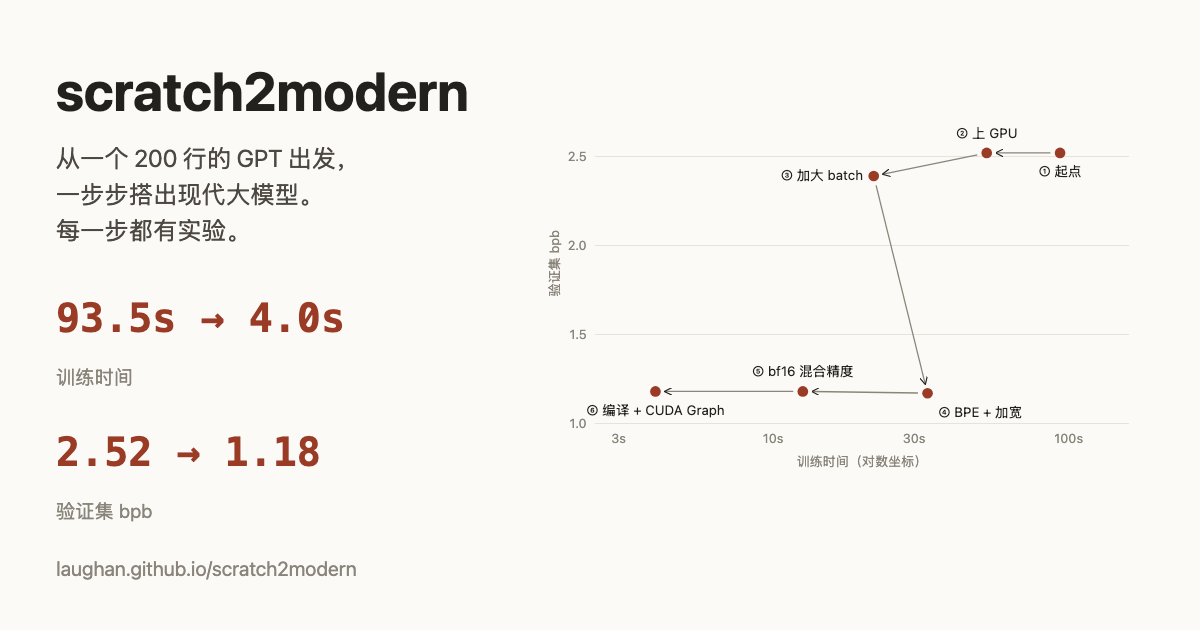 scratch2modern
从一个 200 行的 GPT 出发，
一步步搭出现代大模型。
每一步都有实验。
93.5s → 4.0s
训练时间
2.52 → 1.18
验证集 bpb
laughan.github.io/scratch2modern
② 上 GPU
① 起点
③ 加大 batch
⑤ bf16 混合精度
⑥ 编译 + CUDA Graph
④ BPE + 加宽
验证集 bpb
2.5
2.0
1.5
1.0
3s
10s
30s
100s
训练时间（对数坐标）